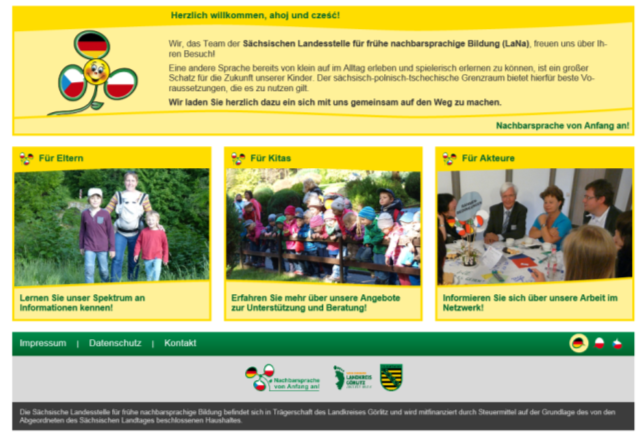 Herzlich willkommen, ahoj und cześć!
Wir, das Team der Sächsischen Landesstelle für frühe nachbarsprachige Bildung (LaNa), freuen uns über Ih-
ren Besuch!
Eine andere Sprache bereits von klein auf im Alltag erleben und spielerisch erlernen zu können, ist ein großer
Schatz für die Zukunft unserer Kinder. Der sächsisch-polnisch-tschechische Grenzraum bietet hierfür beste Vo-
raussetzungen, die es zu nutzen gilt.
Wir laden Sie herzlich dazu ein sich mit uns gemeinsam auf den Weg zu machen.
Nachbarsprache von Anfang an!
Für Eltern
Lernen Sie unser Spektrum an
Informationen kennen!
Für Kitas
Erfahren Sie mehr über unsere Angebote
zur Unterstützung und Beratung!
Für Akteure
Informieren Sie sich über unsere Arbeit im
Netzwerk!
Impressum | Datenschutz | Kontakt
Nachbarsprache
von Anfang an!
LANDKREIS
GÖRLITZ
Die Sächsische Landesstelle für frühe nachbarsprachige Bildung befindet sich in Trägerschaft des Landkreises Görlitz und wird mitfinanziert durch Steuermittel auf der Grundlage des von den
Abgeordneten des Sächsischen Landtages beschlossenen Haushaltes.